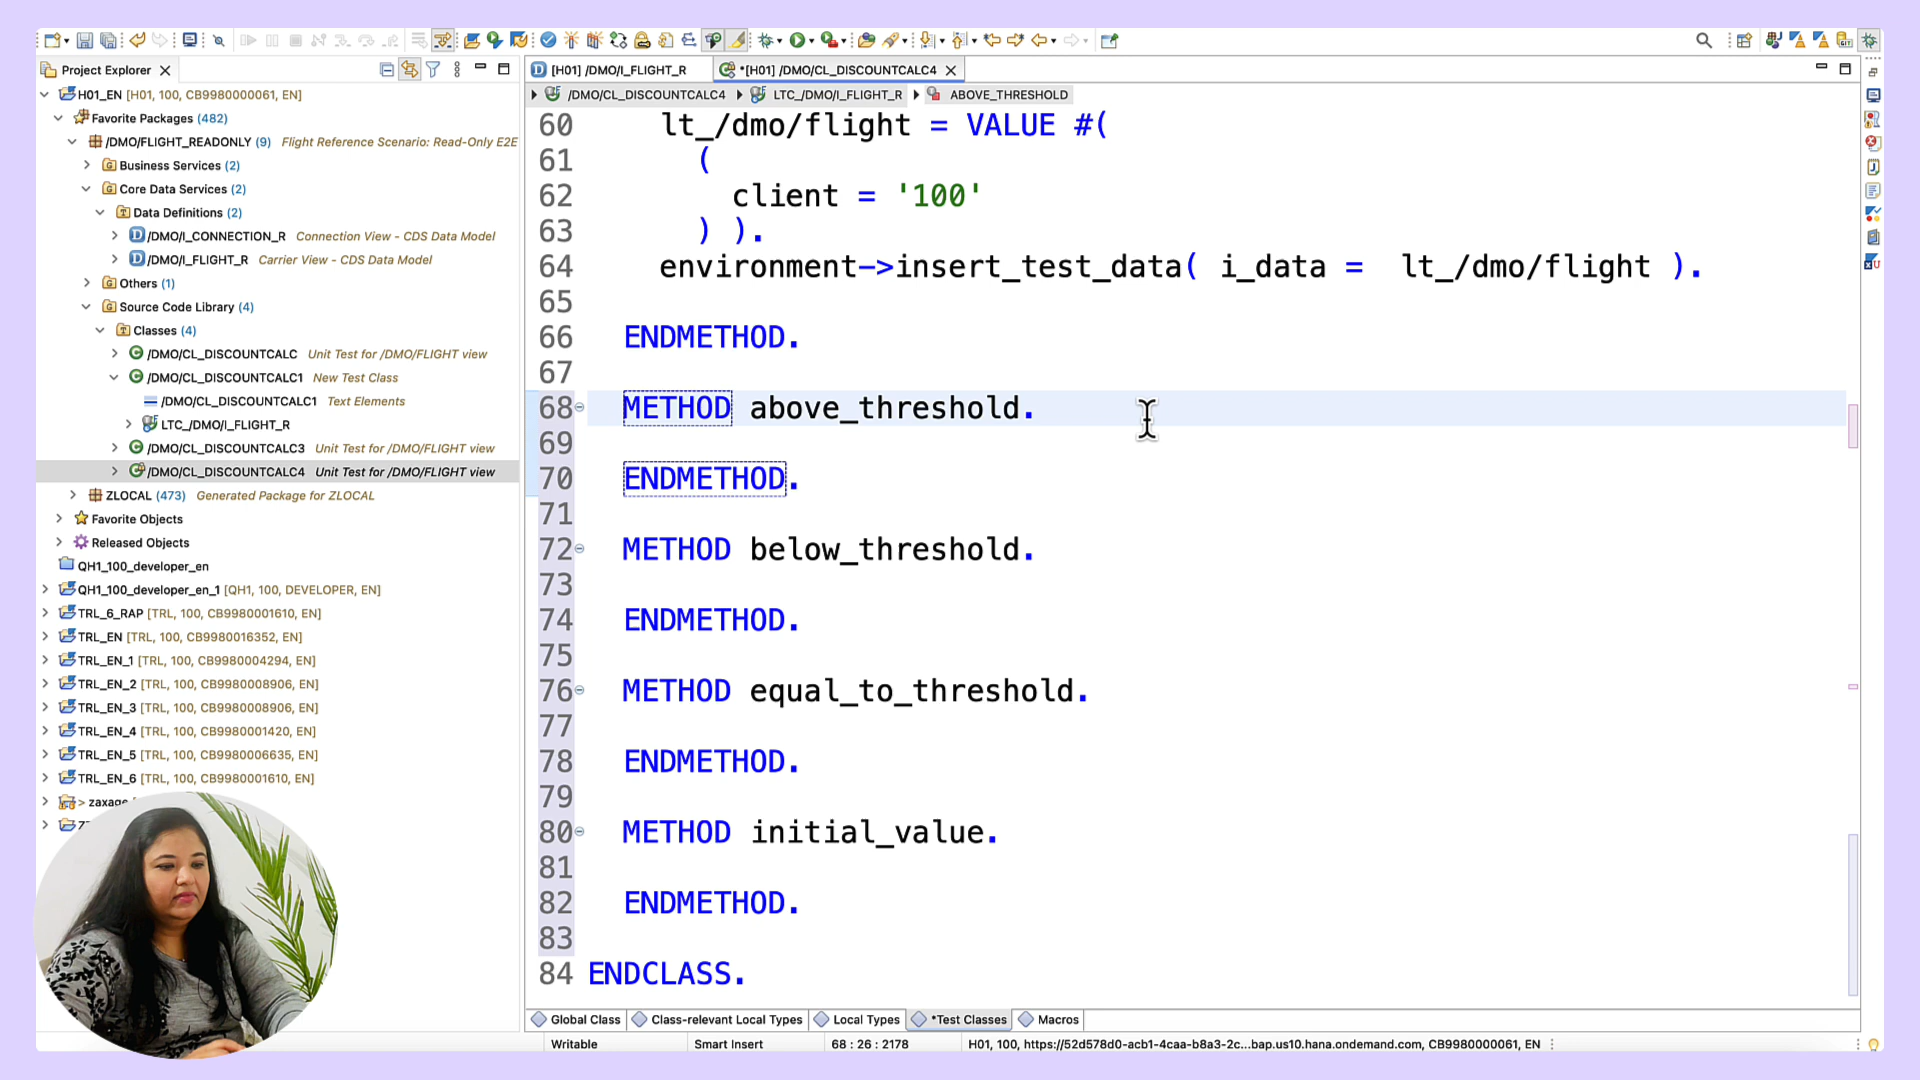 Project Explorer
H01_EN [H01, 100, CB9980000061, EN]
Favorite Packages (482)
/DMO/FLIGHT_READONLY (9) Flight Reference Scenario: Read-Only E2E
Business Services (2)
Core Data Services (2)
Data Definitions (2)
/DMO/I_CONNECTION_R Connection View - CDS Data Model
/DMO/I_FLIGHT_R Carrier View - CDS Data Model
Others (1)
Source Code Library (4)
Classes (4)
/DMO/CL_DISCOUNTCALC Unit Test for /DMO/FLIGHT view
/DMO/CL_DISCOUNTCALC1 New Test Class
/DMO/CL_DISCOUNTCALC1 Text Elements
LTC_/DMO/I_FLIGHT_R
/DMO/CL_DISCOUNTCALC3 Unit Test for /DMO/FLIGHT view
/DMO/CL_DISCOUNTCALC4 Unit Test for /DMO/FLIGHT view
ZLOCAL (473) Generated Package for ZLOCAL
Favorite Objects
Released Objects
QH1_100_developer_en
QH1_100_developer_en_1 [QH1, 100, DEVELOPER, EN]
TRL_6_RAP [TRL, 100, CB9980001610, EN]
TRL_EN [TRL, 100, CB9980016352, EN]
TRL_EN_1 [TRL, 100, CB9980004294, EN]
TRL_EN_2 [TRL, 100, CB9980008906, EN]
TRL_EN_3 [TRL, 100, CB9980008906, EN]
TRL_EN_4 [TRL, 100, CB9980001420, EN]
TRL_EN_5 [TRL, 100, CB9980006635, EN]
TRL_EN_6 [TRL, 100, CB9980001610, EN]
[H01] /DMO/I_FLIGHT_R
*[H01] /DMO/CL_DISCOUNTCALC4
/DMO/CL_DISCOUNTCALC4 LTC_/DMO/I_FLIGHT_R ABOVE_THRESHOLD
60 lt_/dmo/flight = VALUE #(
61 (
62 client = '100'
63 ) ).
64 environment->insert_test_data( i_data = lt_/dmo/flight ).
65
66 ENDMETHOD.
67
68 METHOD above_threshold.
69
70 ENDMETHOD.
71
72 METHOD below_threshold.
73
74 ENDMETHOD.
75
76 METHOD equal_to_threshold.
77
78 ENDMETHOD.
79
80 METHOD initial_value.
81
82 ENDMETHOD.
83
84 ENDCLASS.
Global Class Class-relevant Local Types Local Types *Test Classes Macros
Writable Smart Insert 68 : 26 : 2178 H01, 100, https://52d578d0-acb1-4caa-b8a3-2c...bap.us10.hana.ondemand.com, CB9980000061, EN